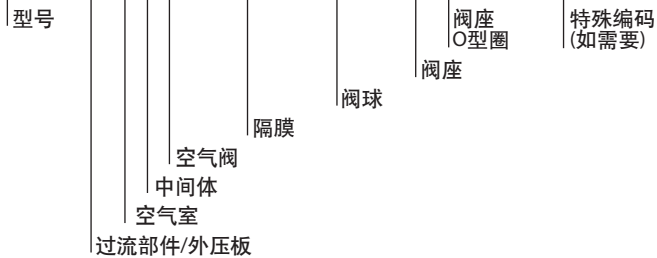 型号
阀座
O型圈
特殊编码
(如需要)
阀座
阀球
隔膜
空气阀
中间体
空气室
过流部件/外压板